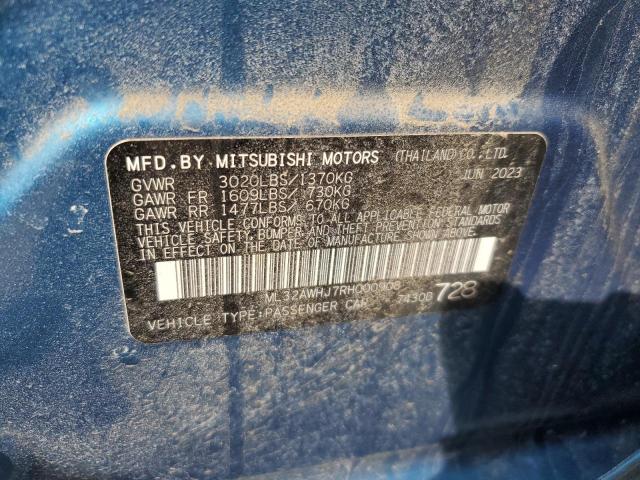 MFD.BY MITSUBISHI MOTORS (THAILAND)CO.,LTD.
GVWR 3020LBS/1370KG JUN 2023
GAWR FR 1609LBS/ 730KG
GAWR RR 1477LBS/ 670KG
THIS VEHICLE CONFORMS TO ALL APPLICABLE FEDERAL MOTOR
VEHICLE SAFETY, BUMPER AND THEFT PREVENTION STANDARDS
IN EFFECT ON THE DATE OF MANUFACTURE SHOWN ABOVE.
ML32AWHJ7RH000908
VEHICLE TYPE:PASSENGER CAR 7430B 728